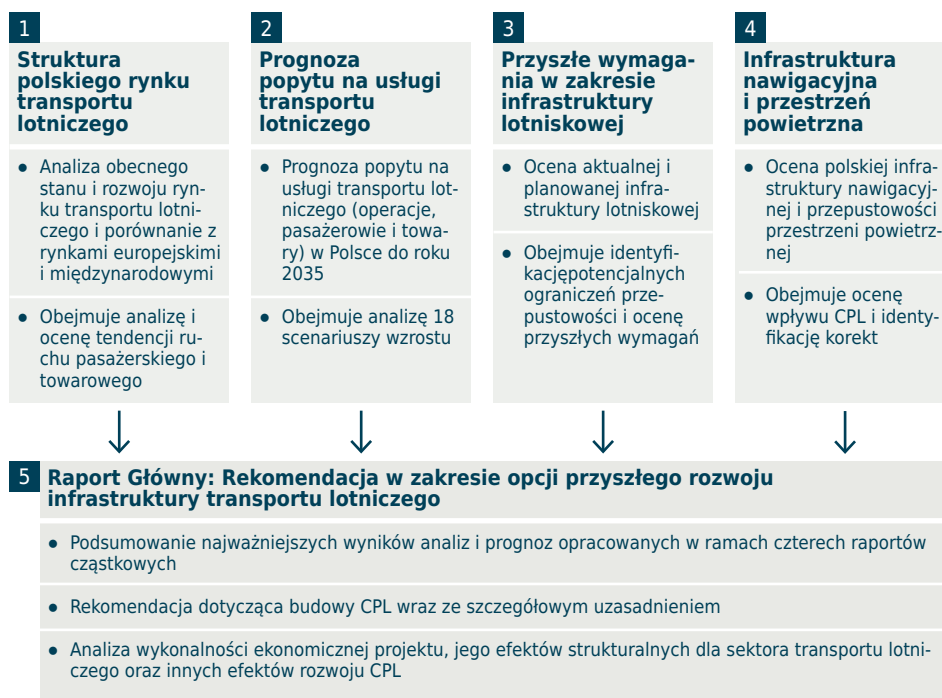 1
Struktura
polskiego rynku
transportu
lotniczego
● Analiza obecnego
stanu i rozwoju ryn-
ku transportu lotni-
czego i porównanie z
rynkami europejskimi
i międzynarodowymi
● Obejmuje analizę i
ocenę tendencji ru-
chu pasażerskiego i
towarowego
2
Prognoza
popytu na usługi
transportu
lotniczego
● Prognoza popytu na
usługi transportu lot-
niczego (operacje,
pasażerowie i towa-
ry) w Polsce do roku
2035
● Obejmuje analizę 18
scenariuszy wzrostu
3
Przyszłe wymaga-
nia w zakresie
infrastruktury
lotniskowej
● Ocena aktualnej i
planowanej infra-
struktury lotniskowej
● Obejmuje identyfi-
kacjępotencjalnych
ograniczeń prze-
pustowości i ocenę
przyszłych wymagań
4
Infrastruktura
nawigacyjna
i przestrzeń
powietrzna
● Ocena polskiej infra-
struktury nawigacyj-
nej i przepustowości
przestrzeni powietrz-
nej
● Obejmuje ocenę
wpływu CPL i identy-
fikację korekt
5 Raport Główny: Rekomendacja w zakresie opcji przyszłego rozwoju
infrastruktury transportu lotniczego
● Podsumowanie najważniejszych wyników analiz i prognoz opracowanych w ramach czterech raportów
cząstkowych
● Rekomendacja dotycząca budowy CPL wraz ze szczegółowym uzasadnieniem
● Analiza wykonalności ekonomicznej projektu, jego efektów strukturalnych dla sektora transportu lotni-
czego oraz innych efektów rozwoju CPL